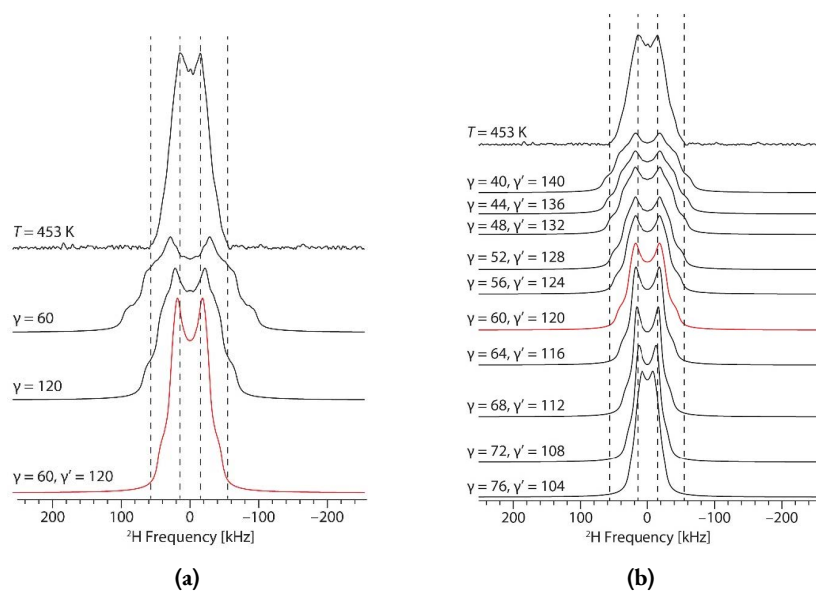 T = 453 K
γ = 60
γ = 120
γ = 60, γ' = 120
200 100 0 −100 −200
²H Frequency [kHz]
(a)
T = 453 K
γ = 40, γ' = 140
γ = 44, γ' = 136
γ = 48, γ' = 132
γ = 52, γ' = 128
γ = 56, γ' = 124
γ = 60, γ' = 120
γ = 64, γ' = 116
γ = 68, γ' = 112
γ = 72, γ' = 108
γ = 76, γ' = 104
200 100 0 −100 −200
²H Frequency [kHz]
(b)